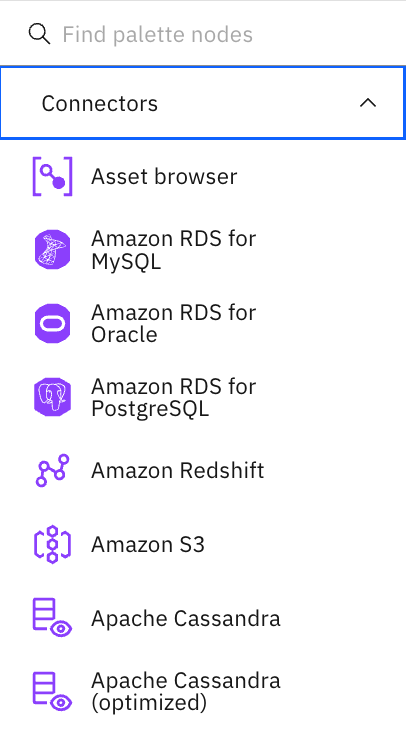 Find palette nodes
Connectors
Asset browser
Amazon RDS for
MySQL
Amazon RDS for
Oracle
Amazon RDS for
PostgreSQL
Amazon Redshift
Amazon S3
Apache Cassandra
Apache Cassandra
(optimized)